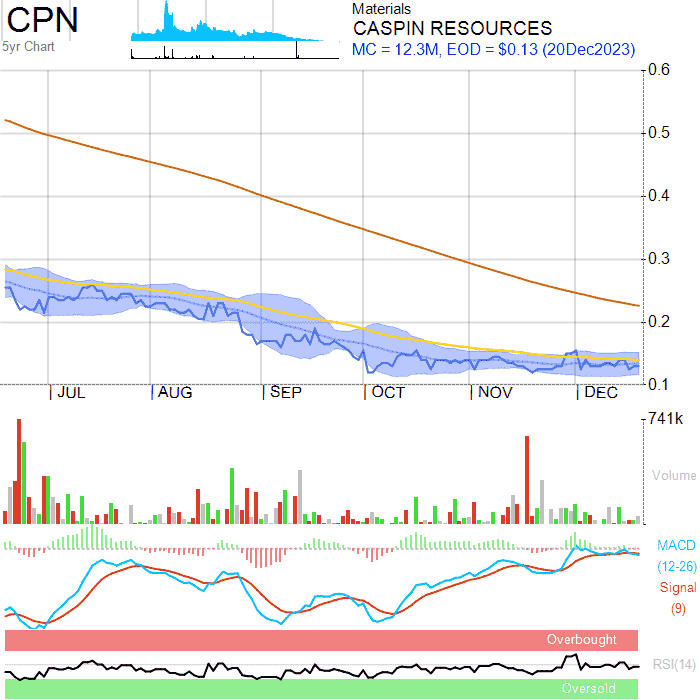 CPN
5yr Chart
Materials
CASPIN RESOURCES
MC = 12.3M, EOD = $0.13 (20Dec2023)
0.6
0.5
0.4
0.3
0.2
0.1
JUL AUG SEP OCT NOV DEC
741k
Volume
MACD
(12-26)
Signal
(9)
Overbought
RSI(14)
Oversold